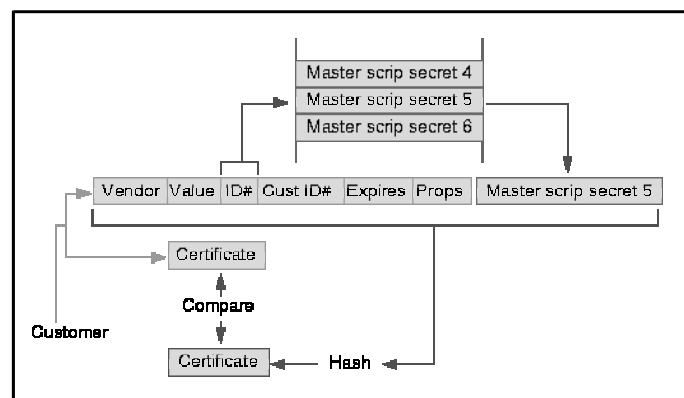 Master scrip secret 4
Master scrip secret 5
Master scrip secret 6
Vendor Value ID# Cust ID# Expires Props Master scrip secret 5
Certificate
Compare
Customer
Certificate Hash